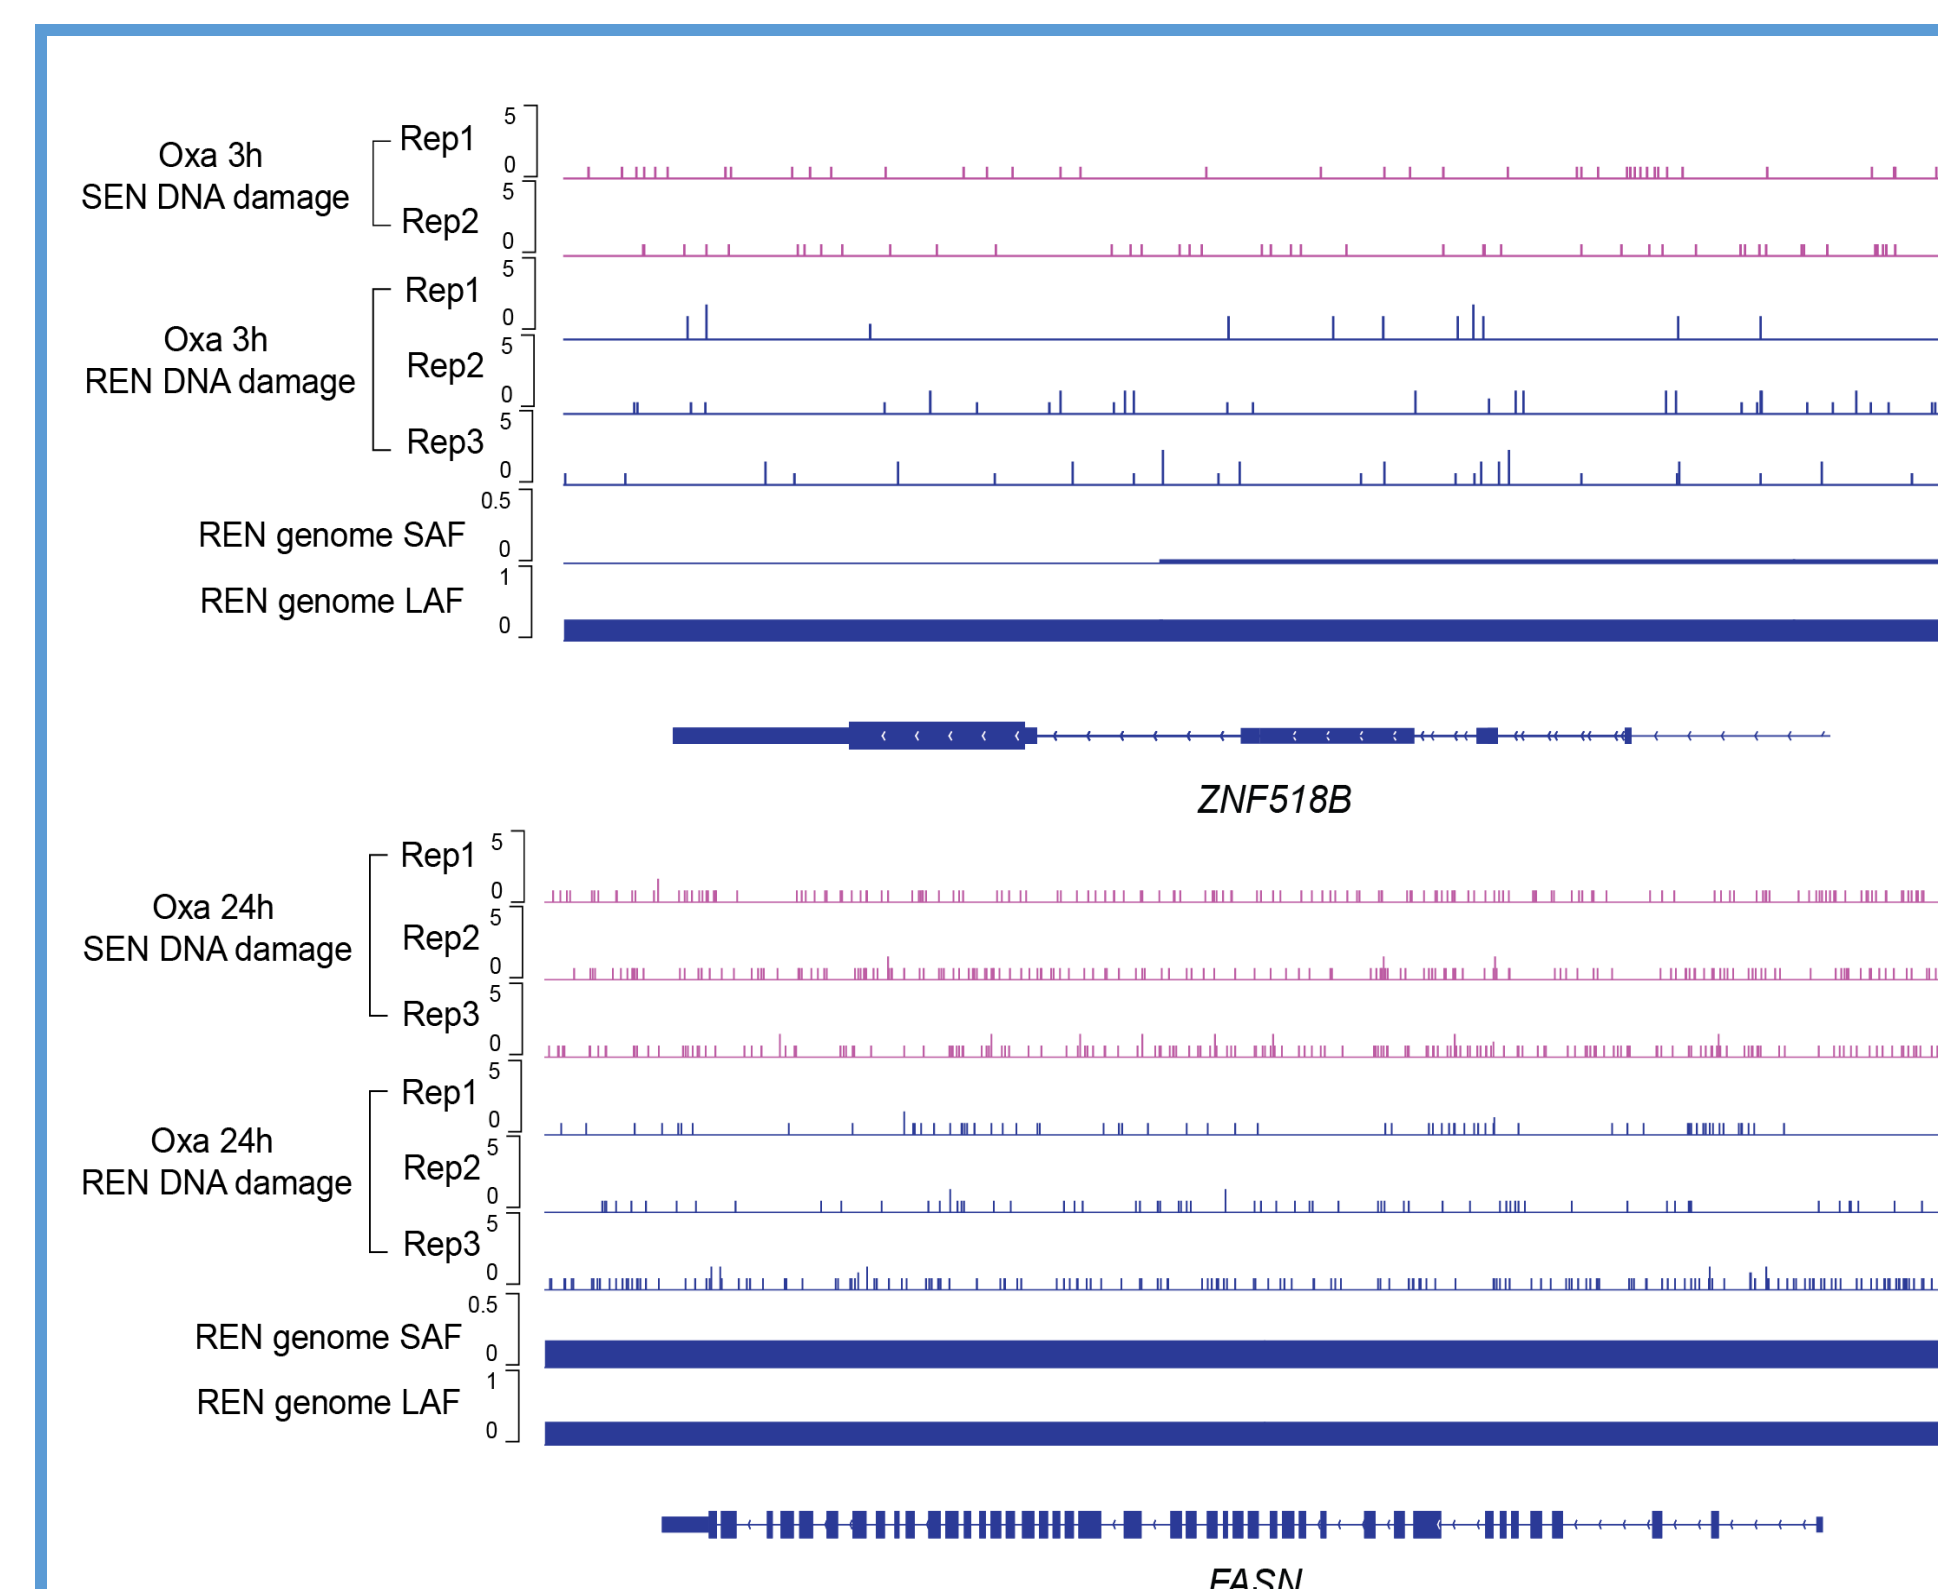 Oxa 3h
SEN DNA damage
Rep1
5
0
Rep2
5
0
Oxa 3h
REN DNA damage
Rep1
5
0
Rep2
5
0
Rep3
5
0
REN genome SAF
0.5
0
REN genome LAF
1
0
ZNF518B
Oxa 24h
SEN DNA damage
Rep1
5
0
Rep2
5
0
Rep3
5
0
Oxa 24h
REN DNA damage
Rep1
5
0
Rep2
5
0
Rep3
5
0
REN genome SAF
0.5
0
REN genome LAF
1
0
FASN